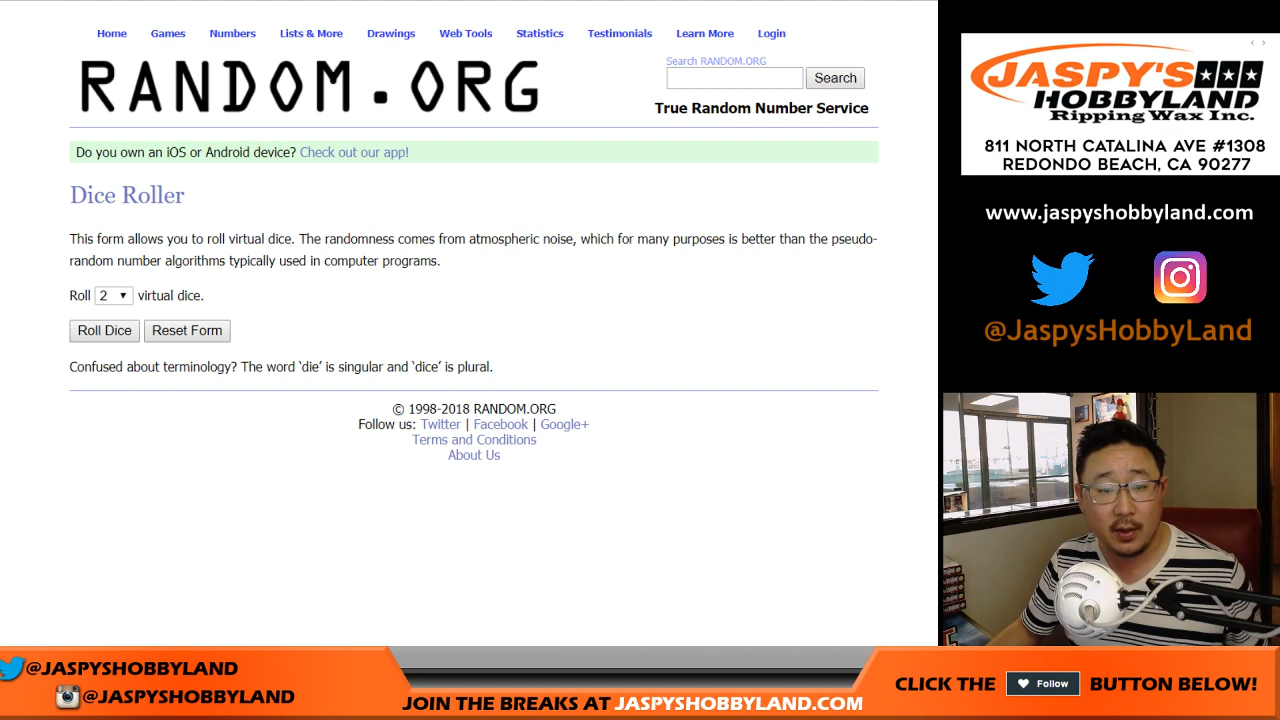 Home Games Numbers Lists & More Drawings Web Tools Statistics Testimonials Learn More Login
RANDOM.ORG
Search RANDOM.ORG
Search
True Random Number Service
Do you own an iOS or Android device? Check out our app!
Dice Roller
This form allows you to roll virtual dice. The randomness comes from atmospheric noise, which for many purposes is better than the pseudo-
random number algorithms typically used in computer programs.
Roll 2 virtual dice.
Roll Dice Reset Form
Confused about terminology? The word ‘die’ is singular and ‘dice’ is plural.
© 1998-2018 RANDOM.ORG
Follow us: Twitter | Facebook | Google+
Terms and Conditions
About Us
JASPY'S
HOBBYLAND
Ripping Wax Inc.
811 NORTH CATALINA AVE #1308
REDONDO BEACH, CA 90277
www.jaspyshobbyland.com
@JaspysHobbyLand
@JASPYSHOBBYLAND
@JASPYSHOBBYLAND
JOIN THE BREAKS AT JASPYSHOBBYLAND.COM
CLICK THE Follow BUTTON BELOW!